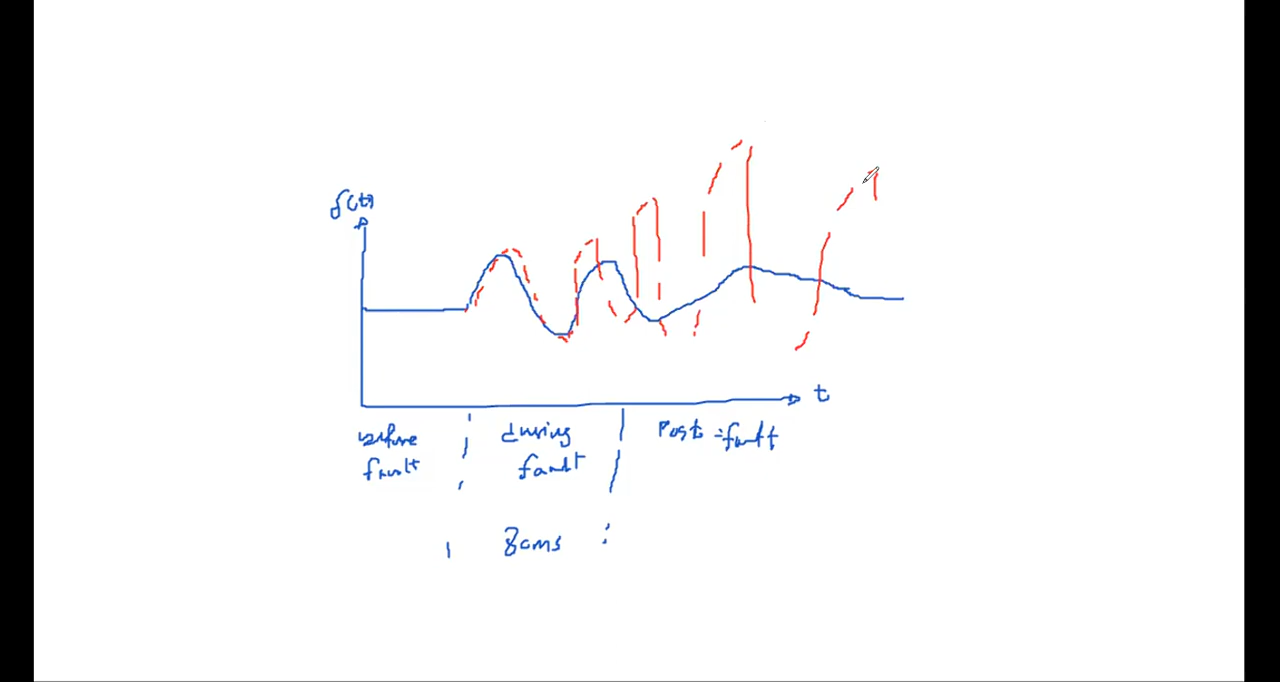 δ(t)
t
before
fault
during
fault
Post-fault
80ms